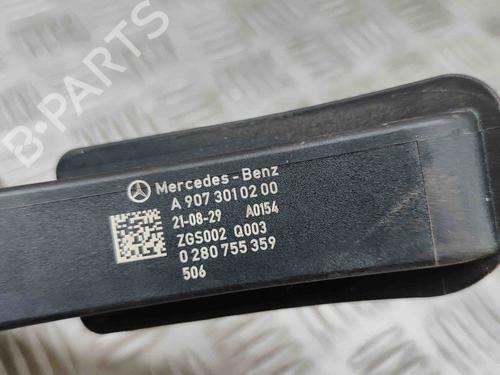 B-PARTS
Mercedes-Benz
A 907 301 02 00
21-08-29 A0154
ZGS002 Q003
0 280 755 359
506